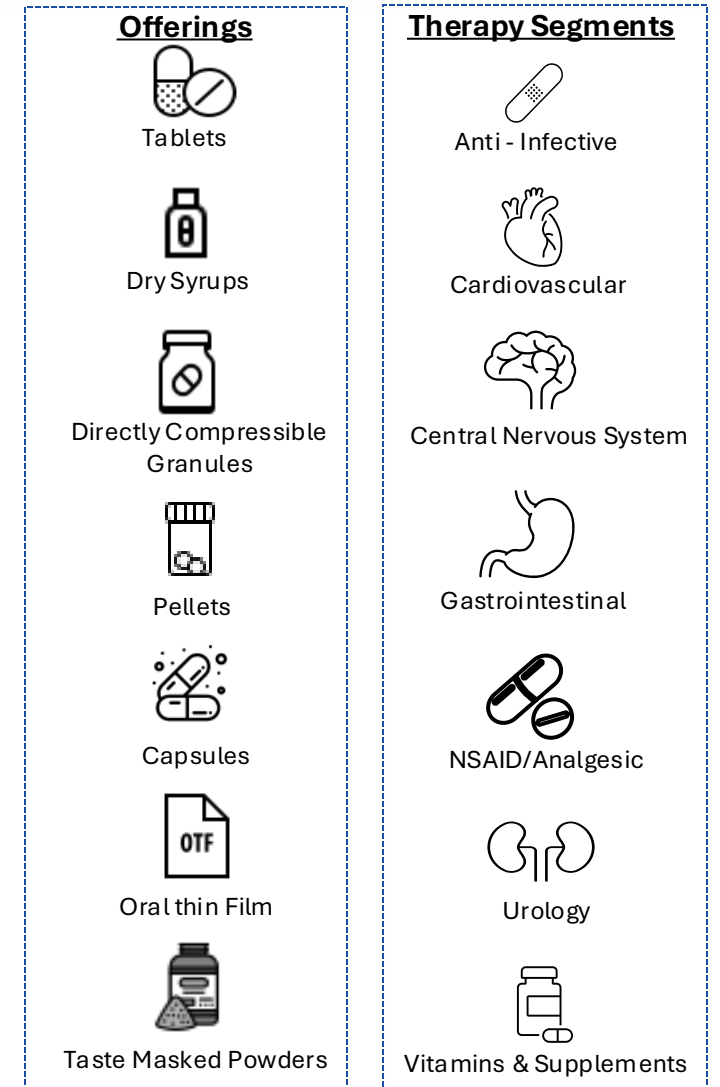 Offerings
Tablets
Dry Syrups
Directly Compressible
Granules
Pellets
Capsules
OTF
Oral thin Film
Taste Masked Powders
Therapy Segments
Anti - Infective
Cardiovascular
Central Nervous System
Gastrointestinal
NSAID/Analgesic
Urology
Vitamins & Supplements